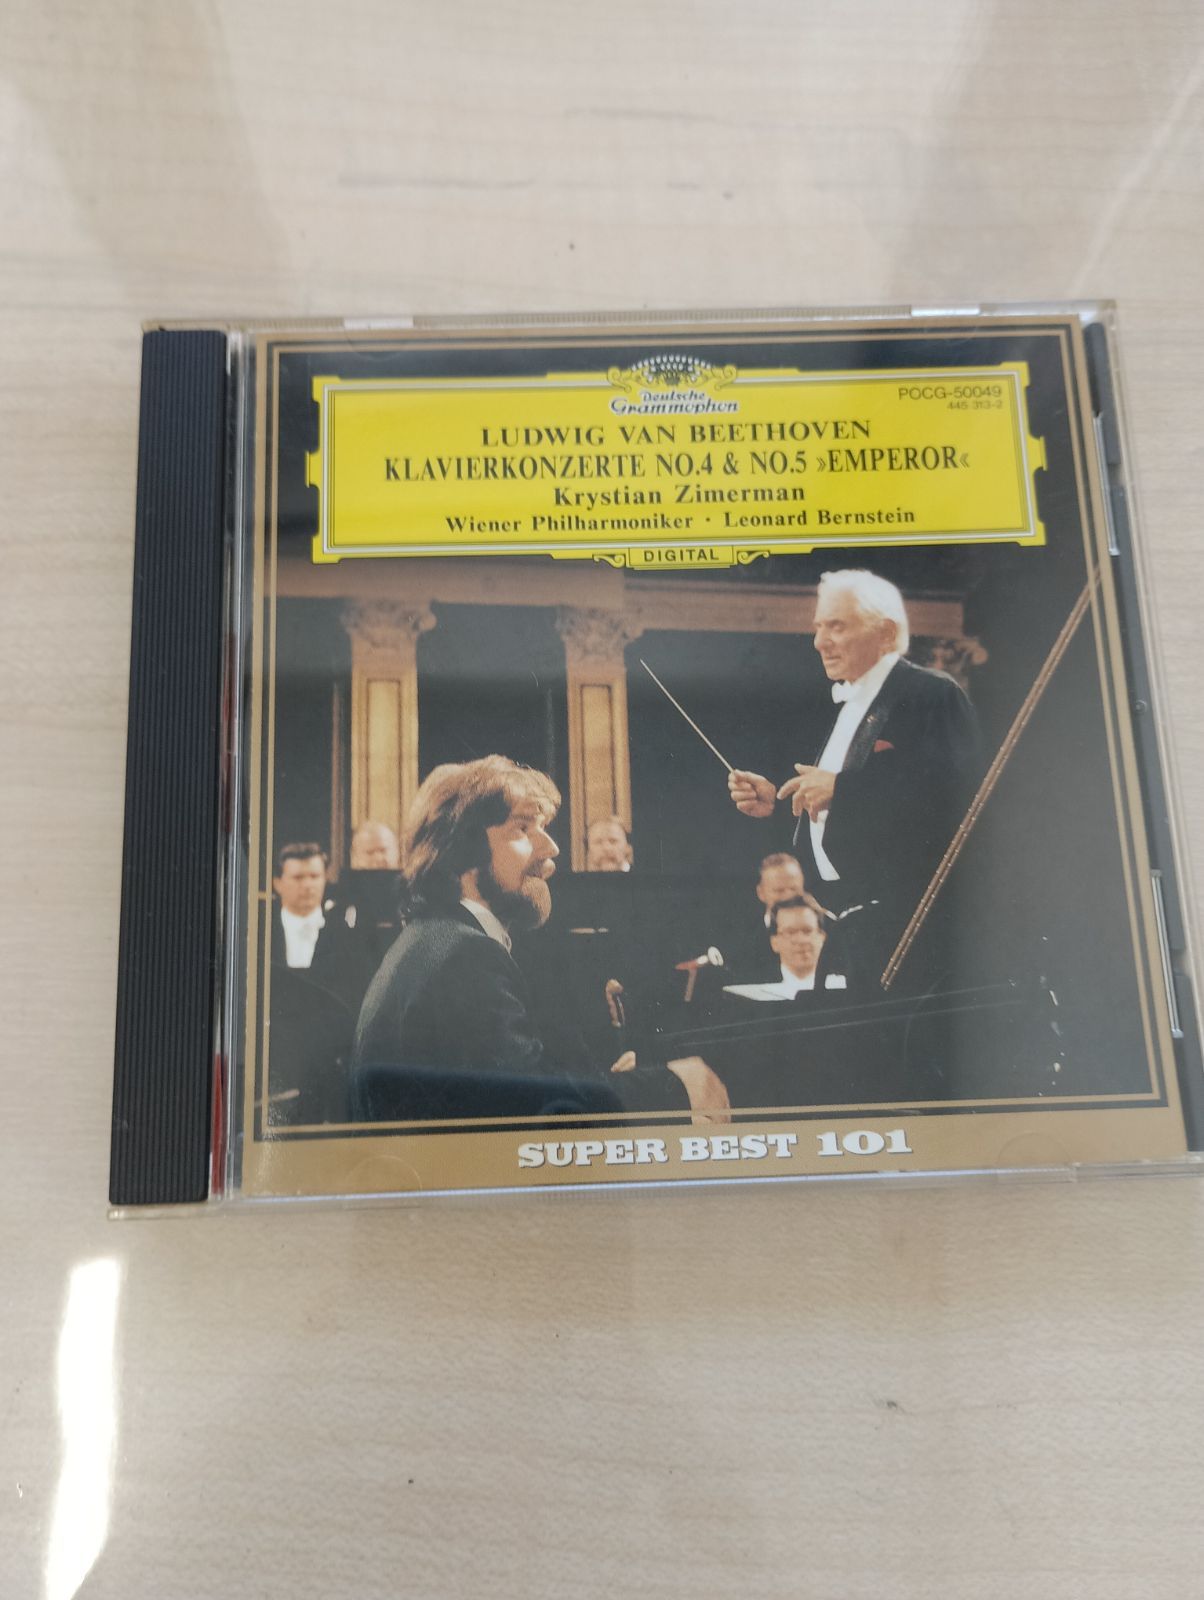 Deutsche
Grammophon
POCG-50049
445 313-2
LUDWIG VAN BEETHOVEN
KLAVIERKONZERTE NO.4 & NO.5 »EMPEROR«
Krystian Zimerman
Wiener Philharmoniker · Leonard Bernstein
DIGITAL
SUPER BEST 101